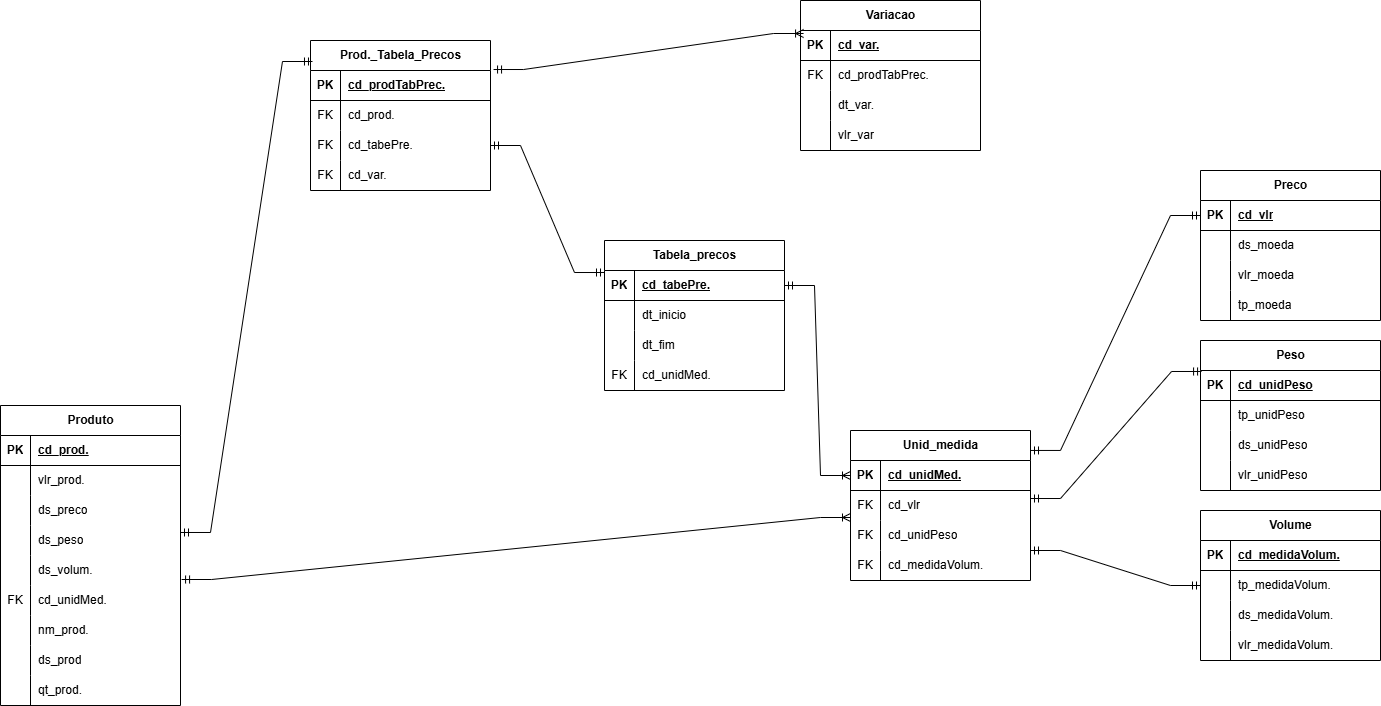 Variacao
PK cd_var.
FK cd_prodTabPrec.
dt_var.
vlr_var
Prod._Tabela_Precos
PK cd_prodTabPrec.
FK cd_prod.
FK cd_tabePre.
FK cd_var.
Preco
PK cd_vlr
ds_moeda
vlr_moeda
tp_moeda
Tabela_precos
PK cd_tabePre.
dt_inicio
dt_fim
FK cd_unidMed.
Peso
PK cd_unidPeso
tp_unidPeso
ds_unidPeso
vlr_unidPeso
Produto
PK cd_prod.
vlr_prod.
ds_preco
ds_peso
ds_volum.
FK cd_unidMed.
nm_prod.
ds_prod
qt_prod.
Unid_medida
PK cd_unidMed.
FK cd_vlr
FK cd_unidPeso
FK cd_medidaVolum.
Volume
PK cd_medidaVolum.
tp_medidaVolum.
ds_medidaVolum.
vlr_medidaVolum.